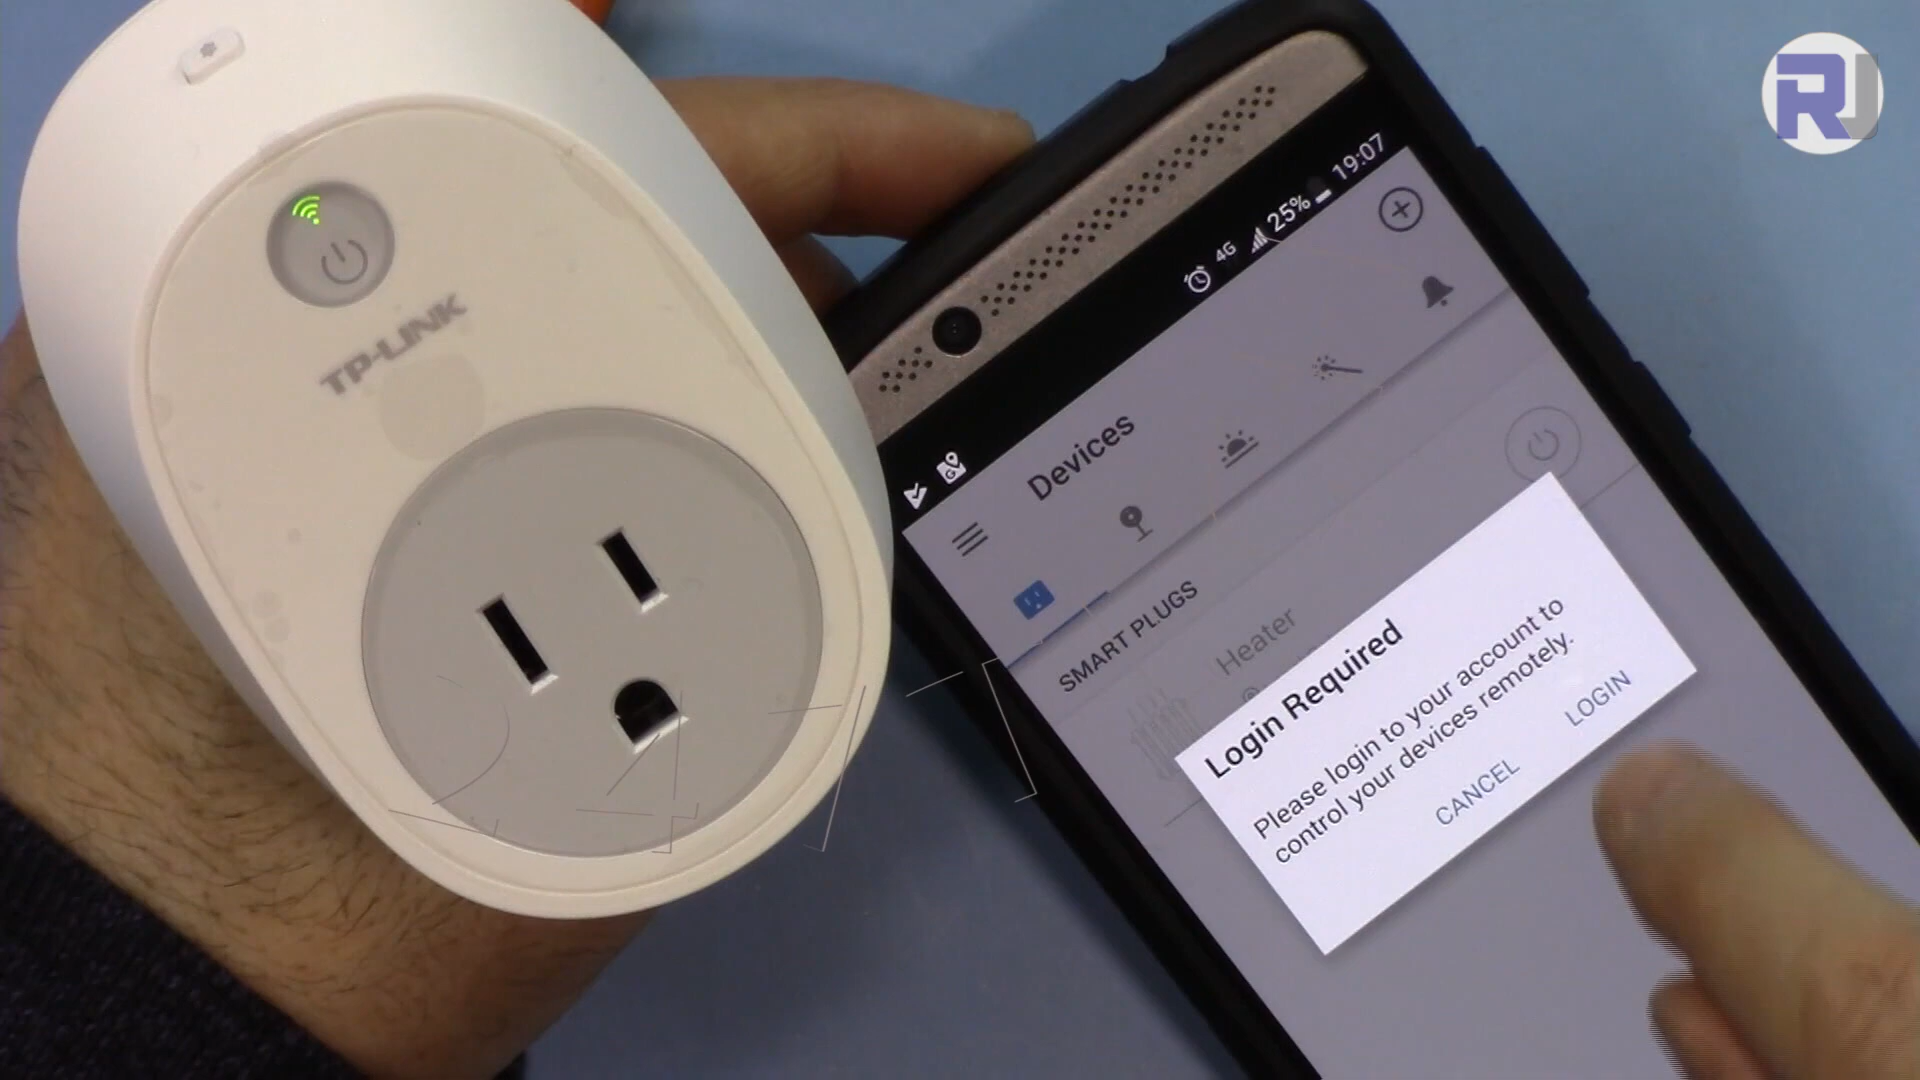 RJ
TP-LINK
4G
25%
19:07
Devices
SMART PLUGS
Heater
Login Required
Please login to your account to
control your devices remotely.
CANCEL
LOGIN